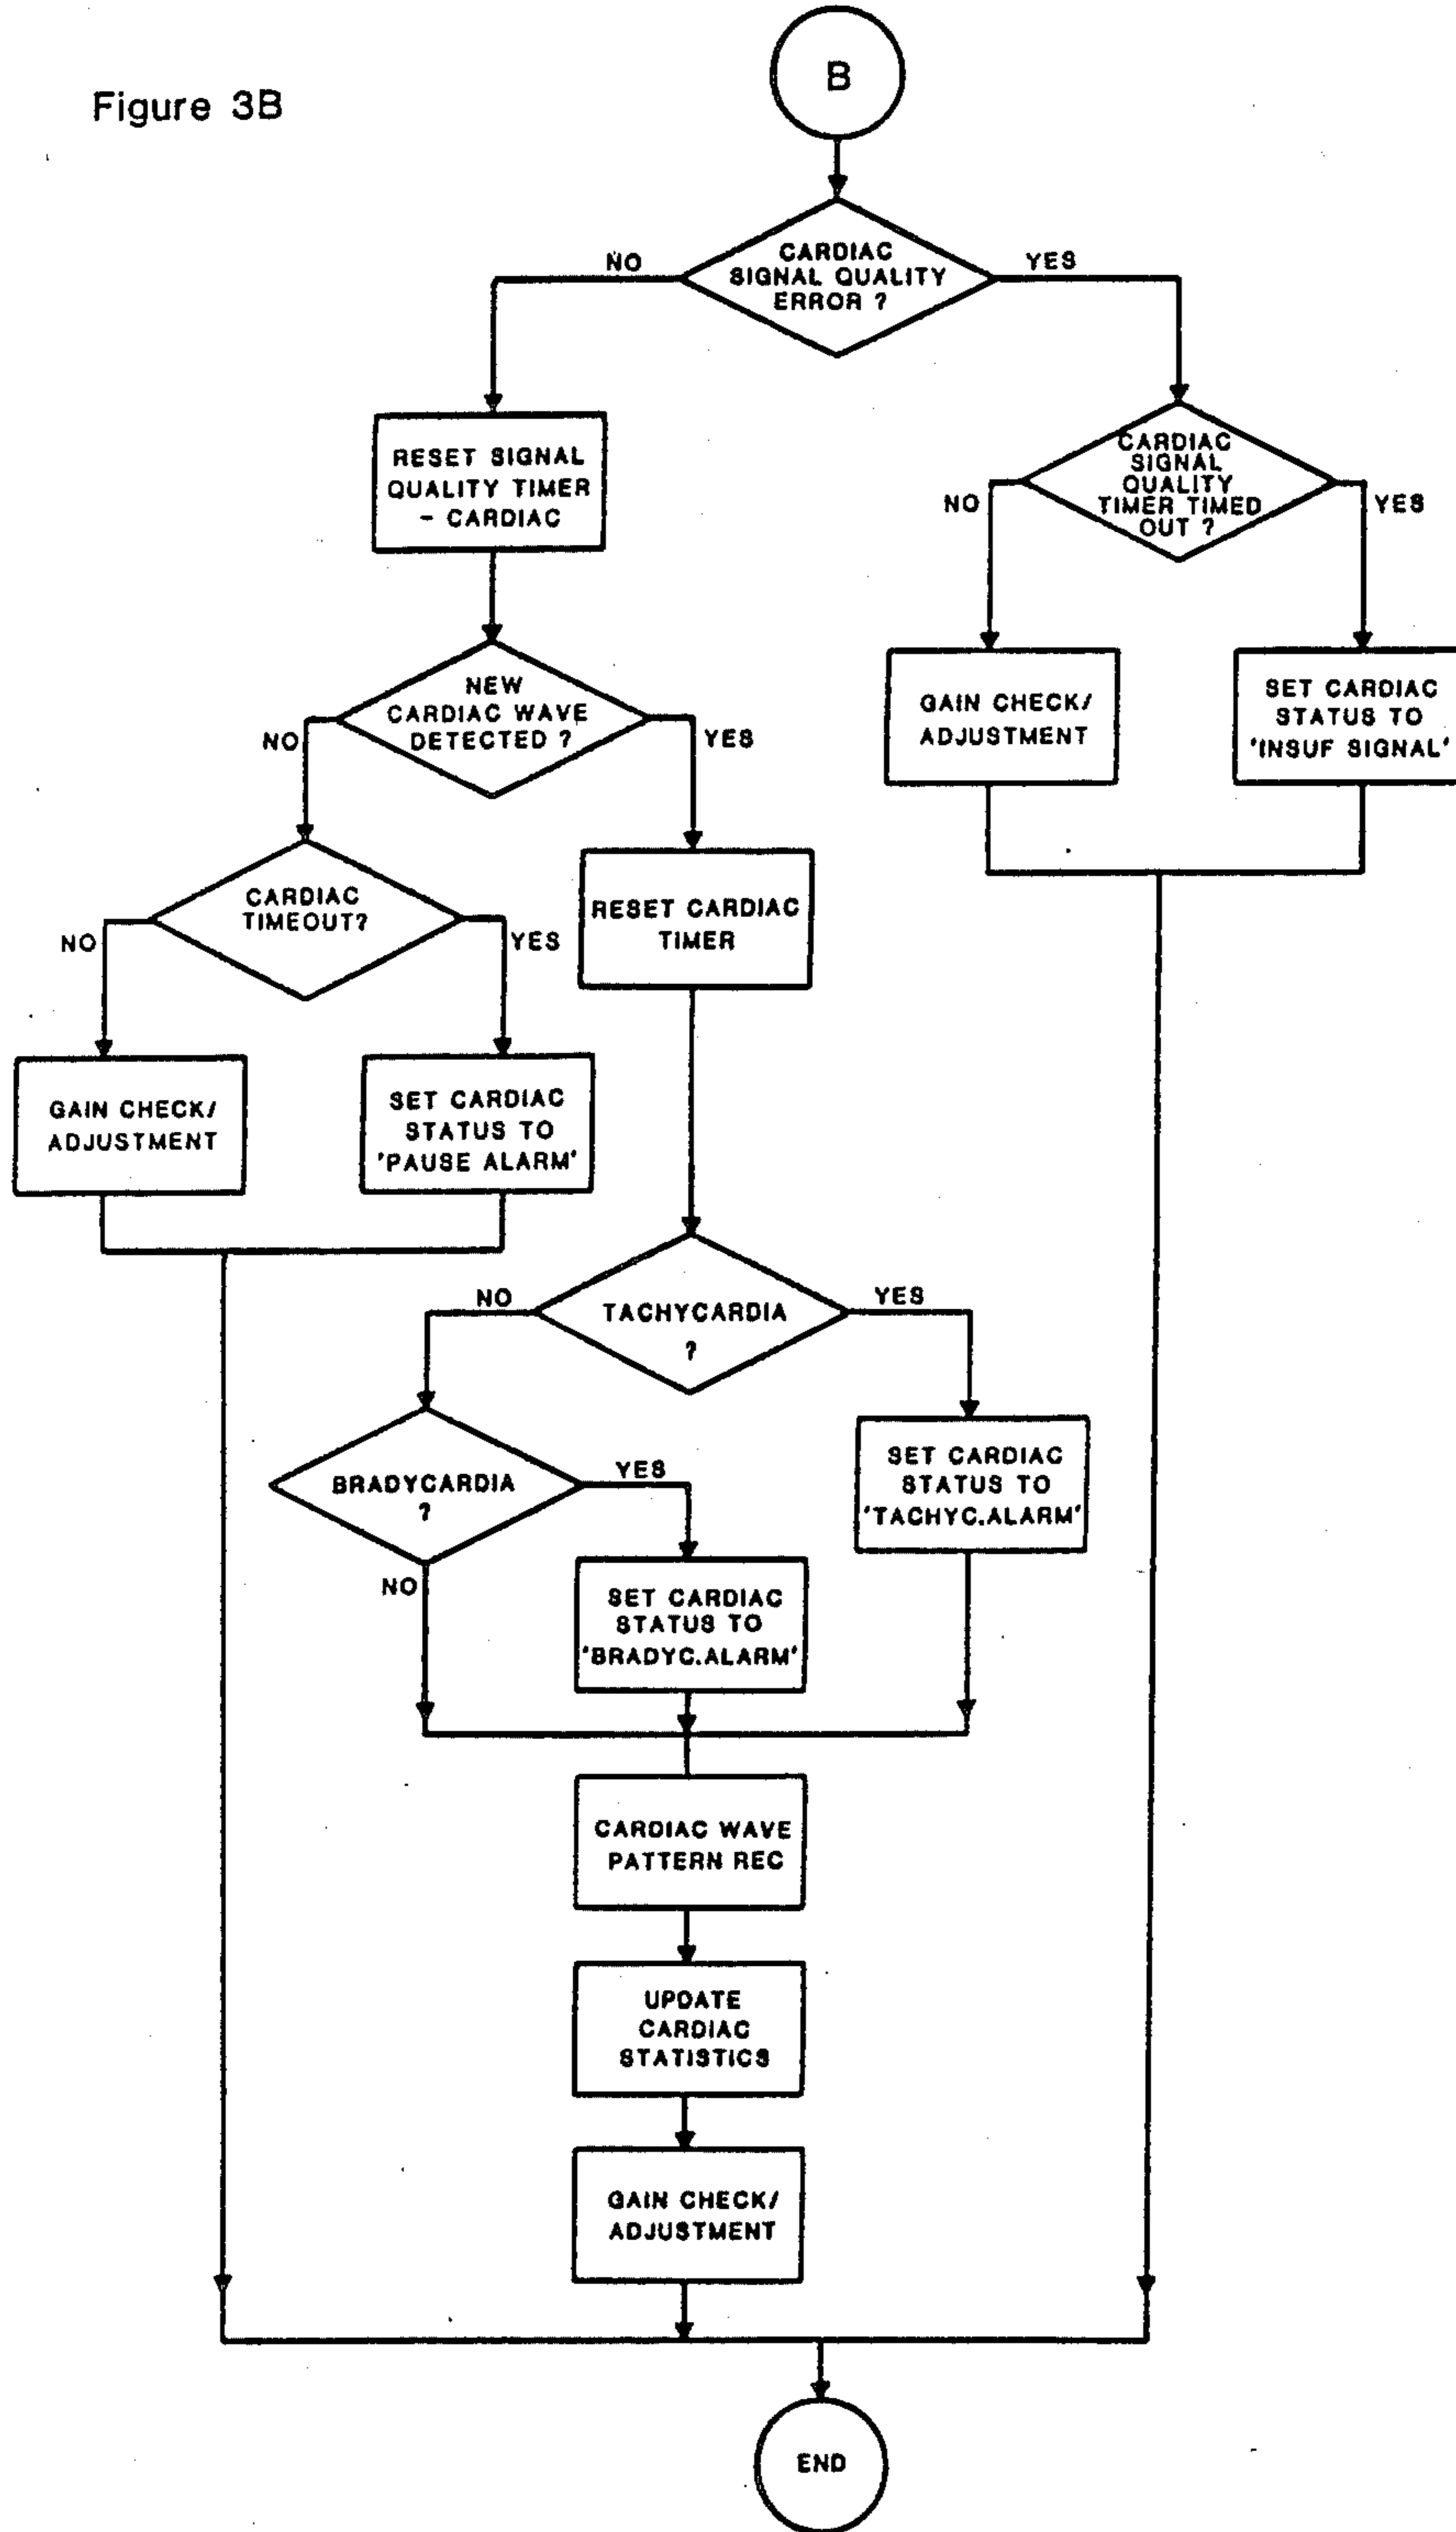 Figure 3B
B
CARDIAC
SIGNAL QUALITY
ERROR ?
NO
YES
RESET SIGNAL
QUALITY TIMER
- CARDIAC
CARDIAC
SIGNAL
QUALITY
TIMER TIMED
OUT ?
NO
YES
NEW
CARDIAC WAVE
DETECTED ?
NO
YES
GAIN CHECK/
ADJUSTMENT
SET CARDIAC
STATUS TO
'INSUF SIGNAL'
CARDIAC
TIMEOUT?
NO
YES
RESET CARDIAC
TIMER
GAIN CHECK/
ADJUSTMENT
SET CARDIAC
STATUS TO
'PAUSE ALARM'
TACHYCARDIA
?
NO
YES
BRADYCARDIA
?
YES
NO
SET CARDIAC
STATUS TO
'TACHYC.ALARM'
SET CARDIAC
STATUS TO
'BRADYC.ALARM'
CARDIAC WAVE
PATTERN REC
UPDATE
CARDIAC
STATISTICS
GAIN CHECK/
ADJUSTMENT
END